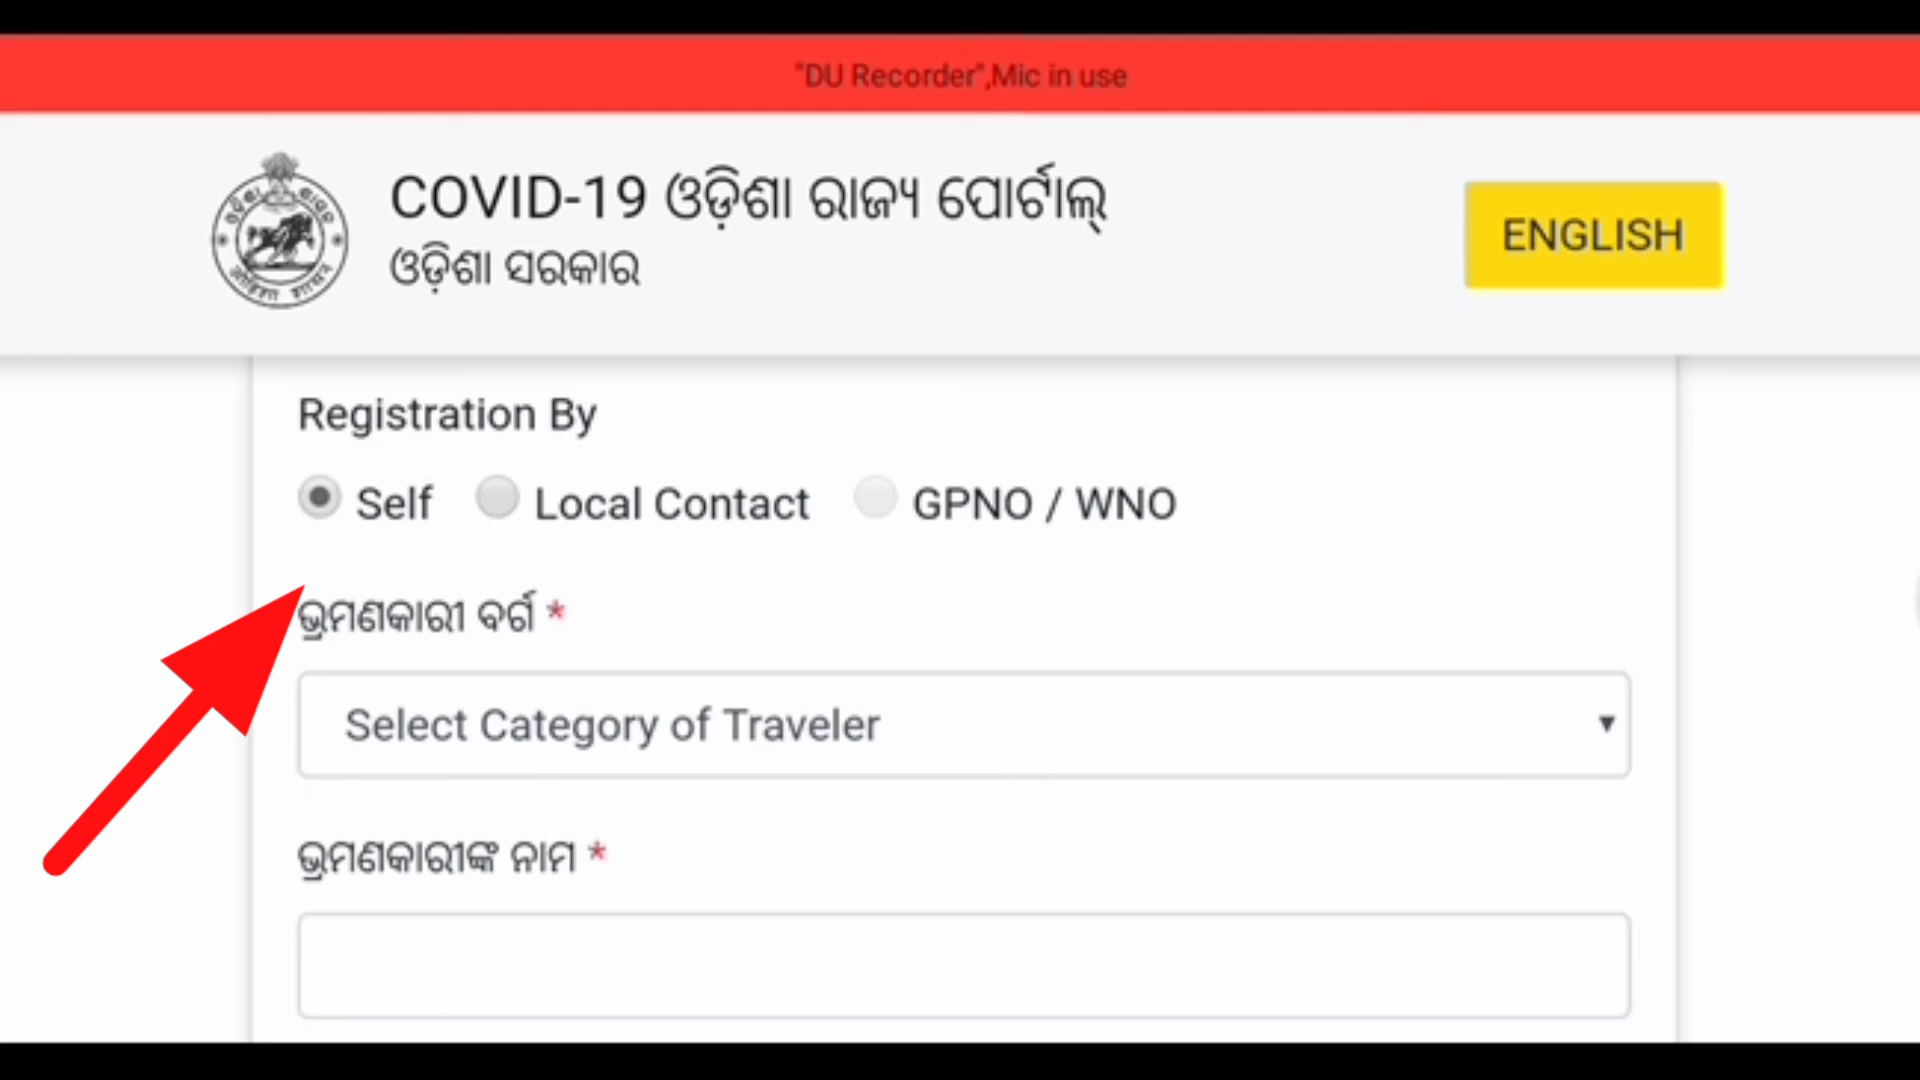 "DU Recorder",Mic in use
COVID-19 ଓଡ଼ିଶା ରାଜ୍ୟ ପୋର୍ଟାଲ୍
ଓଡ଼ିଶା ସରକାର
ENGLISH
Registration By
Self Local Contact GPNO / WNO
ଭ୍ରମଣକାରୀ ବର୍ଗ *
Select Category of Traveler
ଭ୍ରମଣକାରୀଙ୍କ ନାମ *